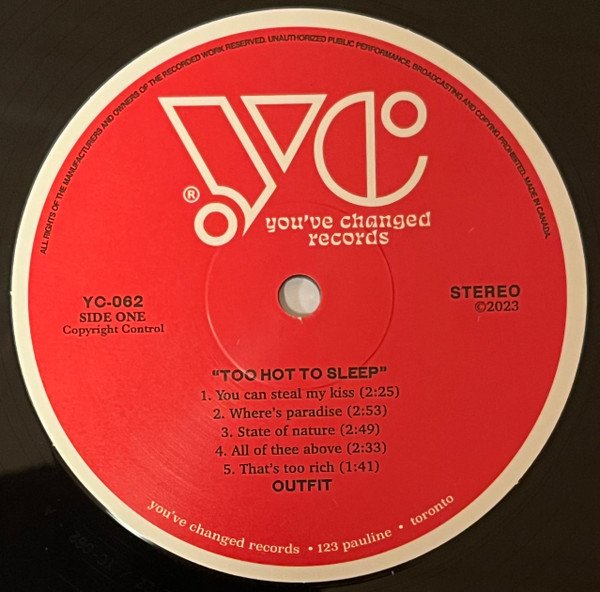 ALL RIGHTS OF THE MANUFACTURERS AND OWNERS OF THE RECORDED WORK RESERVED. UNAUTHORIZED PUBLIC PERFORMANCE, BROADCASTING AND COPYING PROHIBITED. MADE IN CANADA.
yc
®
you've changed
records
YC-062
SIDE ONE
Copyright Control
STEREO
©2023
"TOO HOT TO SLEEP"
1. You can steal my kiss (2:25)
2. Where's paradise (2:53)
3. State of nature (2:49)
4. All of thee above (2:33)
5. That's too rich (1:41)
OUTFIT
you've changed records • 123 pauline • toronto